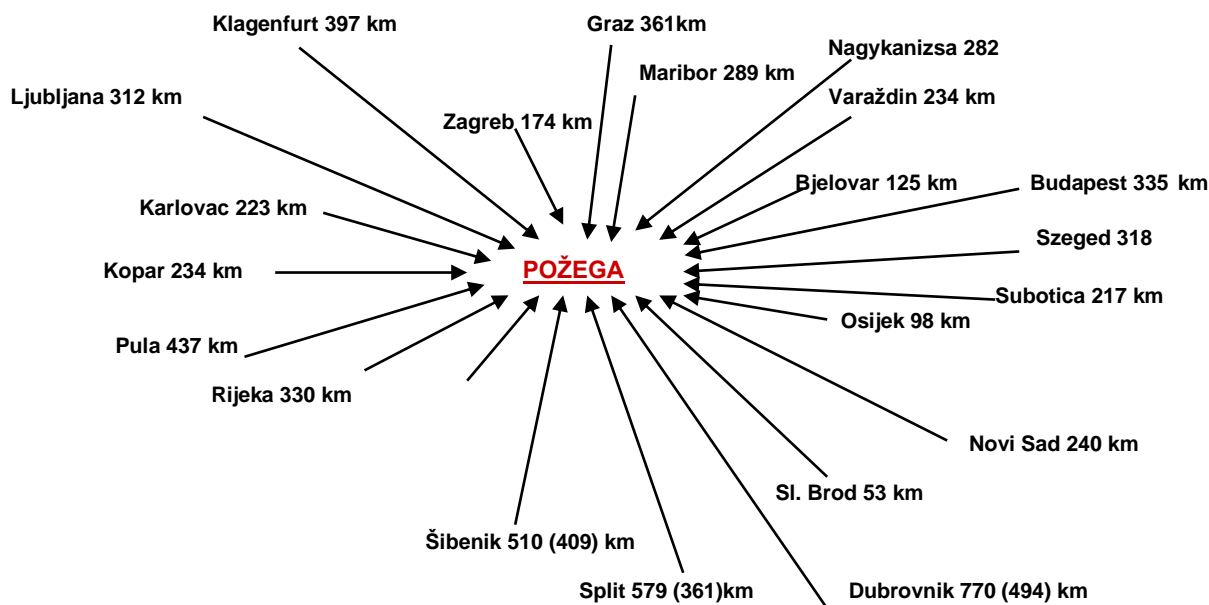 Klagenfurt 397 km
Graz 361km
Nagykanizsa 282
Maribor 289 km
Ljubljana 312 km
Varaždin 234 km
Zagreb 174 km
Bjelovar 125 km
Budapest 335 km
Karlovac 223 km
Szeged 318
Kopar 234 km
POŽEGA
Subotica 217 km
Osijek 98 km
Pula 437 km
Rijeka 330 km
Novi Sad 240 km
Sl. Brod 53 km
Šibenik 510 (409) km
Split 579 (361)km
Dubrovnik 770 (494) km